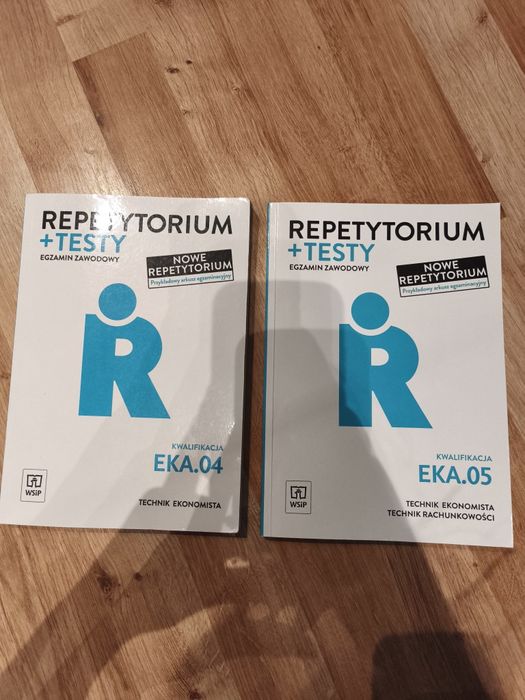 REPETYTORIUM
+TESTY
EGZAMIN ZAWODOWY
NOWE
REPETYTORIUM
Przykładowy arkusz egzaminacyjny
R
KWALIFIKACJA
EKA.04
WSiP
TECHNIK EKONOMISTA
REPETYTORIUM
+TESTY
EGZAMIN ZAWODOWY
NOWE
REPETYTORIUM
Przykładowy arkusz egzaminacyjny
R
KWALIFIKACJA
EKA.05
WSiP
TECHNIK EKONOMISTA
TECHNIK RACHUNKOWOŚCI